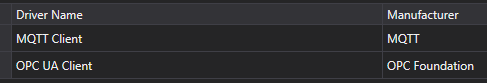 Driver Name Manufacturer
MQTT Client MQTT
OPC UA Client OPC Foundation